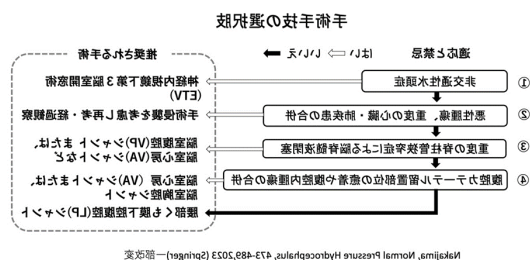 手術手技の選択肢
適応と禁忌
はい
いいえ
推奨される手術
① 非交通性水頭症
神経内視鏡下第3脳室開窓術
(ETV)
② 悪性腫瘍、重度の心臓・肺疾患の合併
手術侵襲を考慮し再考・経過観察
③ 重度の脊柱管狭窄症による脳脊髄液閉塞
脳室腹腔(VP)シャント または、
脳室心房(VA)シャントなど
④ 腹腔カテーテル留置部位の癒着や腹腔内腫瘍の合併
脳室心房 (VA)シャントまたは、
脳室胸腔シャント
腰部くも膜下腔腹腔(LP)シャント
Nakajima, Normal Pressure Hydrocephalus, 473-489,2023 (Springer)一部改変